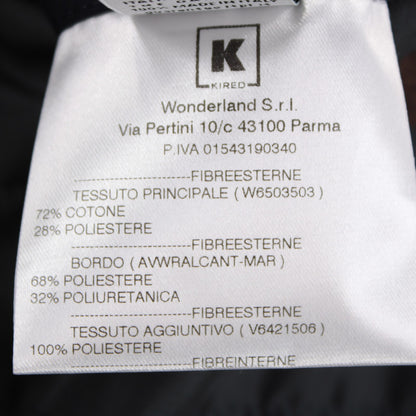 K
KIRED
Wonderland S.r.l.
Via Pertini 10/c 43100 Parma
P.IVA 01543190340
----------------------------FIBREESTERNE
TESSUTO PRINCIPALE ( W6503503 )
72% COTONE
28% POLIESTERE
----------------------------FIBREESTERNE
BORDO ( AVWRALCANT-MAR )
68% POLIESTERE
32% POLIURETANICA
----------------------------FIBREESTERNE
TESSUTO AGGIUNTIVO ( V6421506 )
100% POLIESTERE
----------------------------FIBREINTERNE